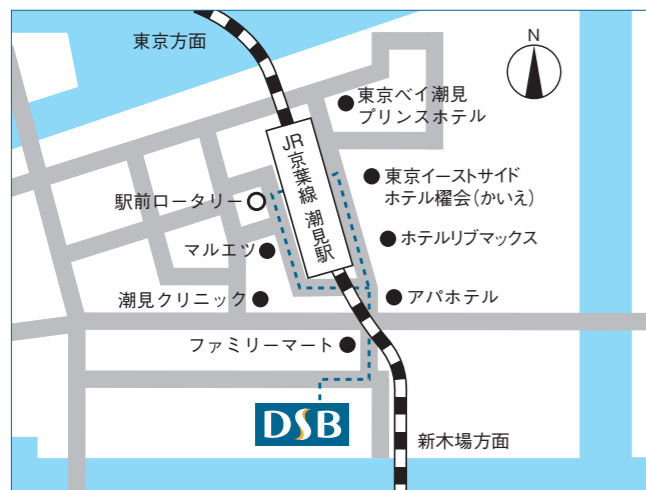 東京方面
N
東京ベイ潮見
プリンスホテル
JR京葉線 潮見駅
東京イーストサイド
ホテル櫂会（かいえ）
駅前ロータリー
ホテルリブマックス
マルエツ
潮見クリニック
アパホテル
ファミリーマート
DSB
新木場方面